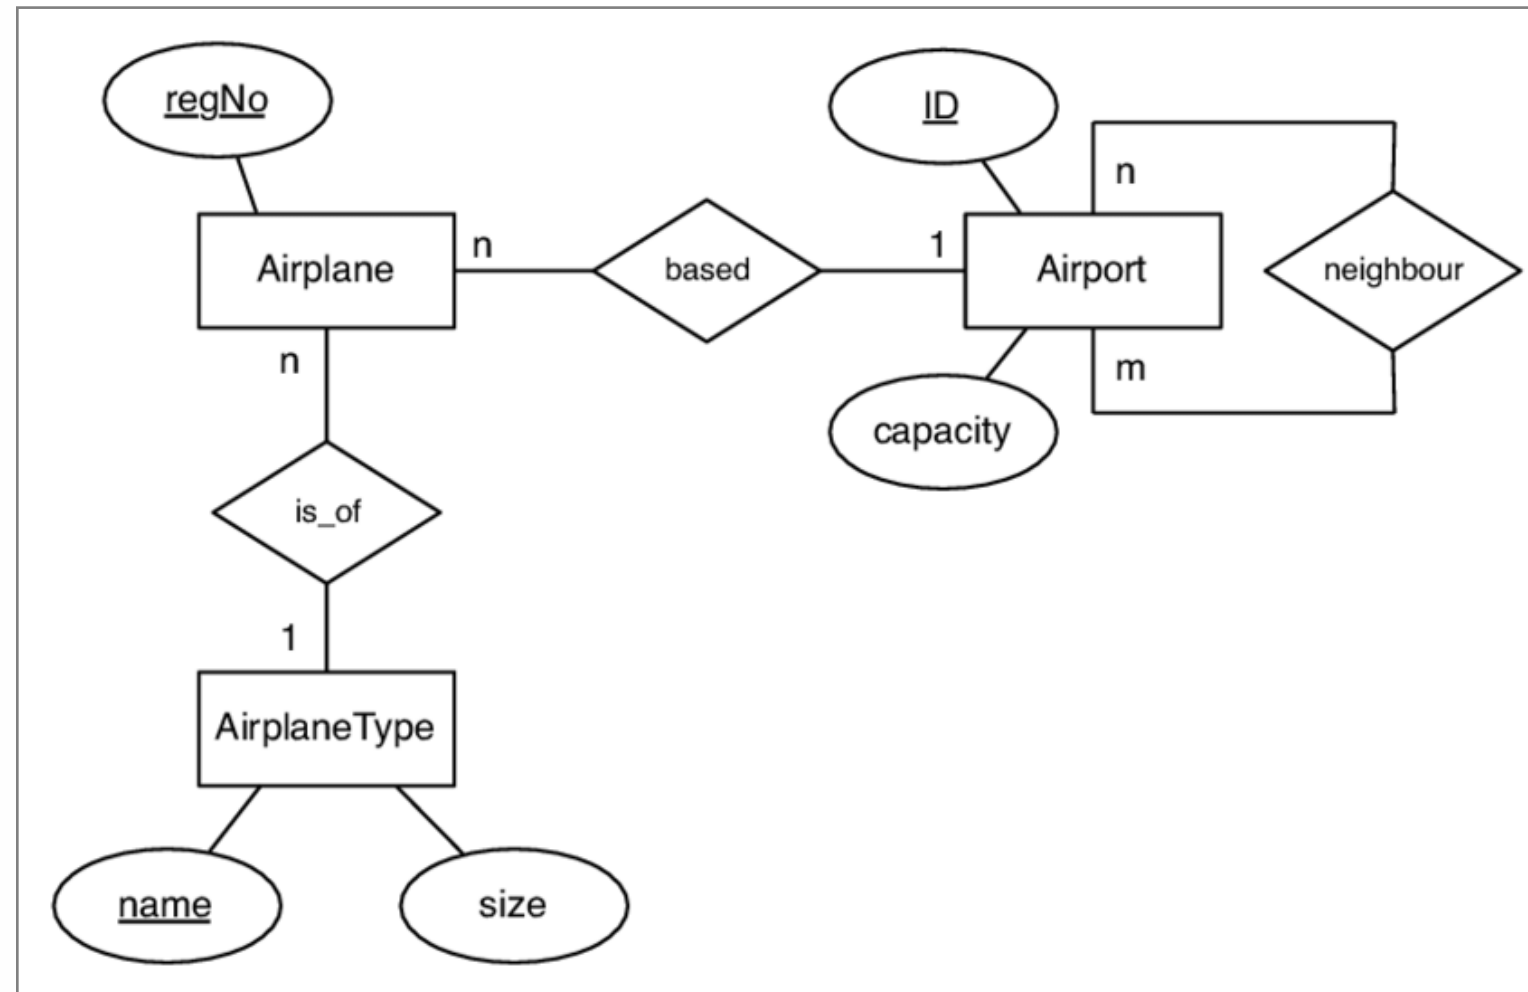 regNo
ID
n
Airplane
n
based
1
Airport
neighbour
n
m
capacity
is_of
1
AirplaneType
name
size